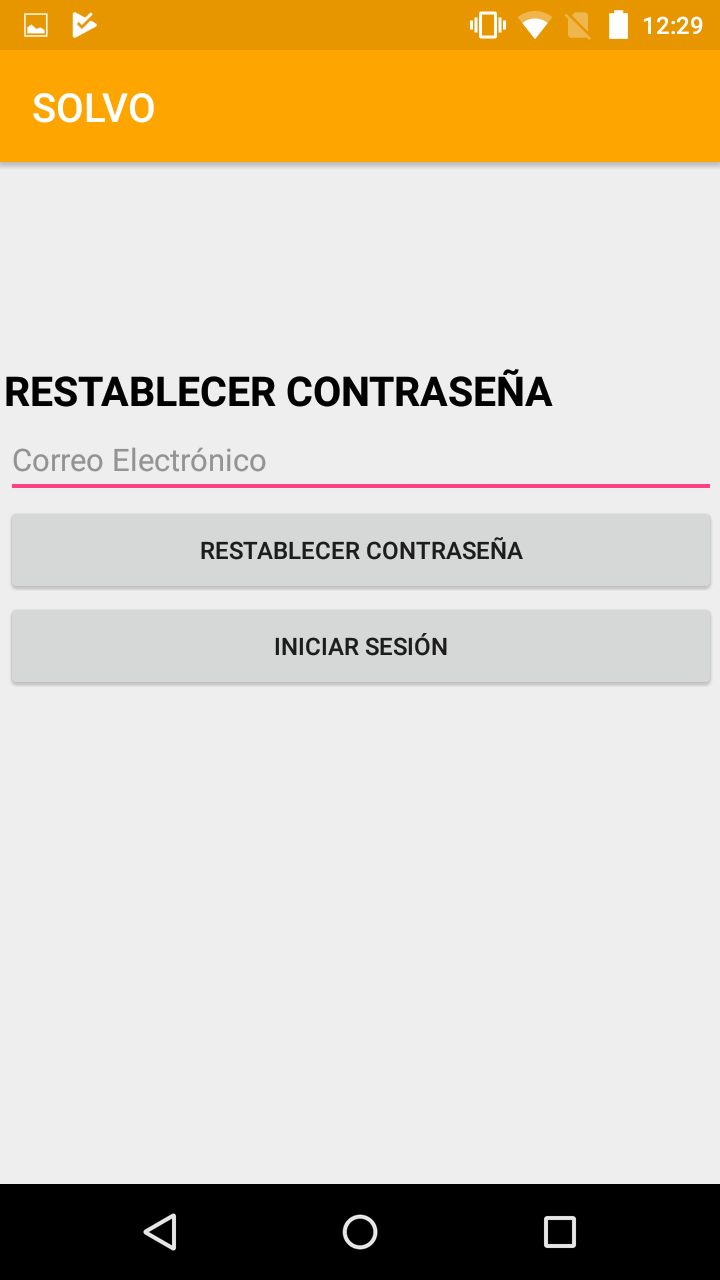 12:29
SOLVO
RESTABLECER CONTRASEÑA
Correo Electrónico
RESTABLECER CONTRASEÑA
INICIAR SESIÓN